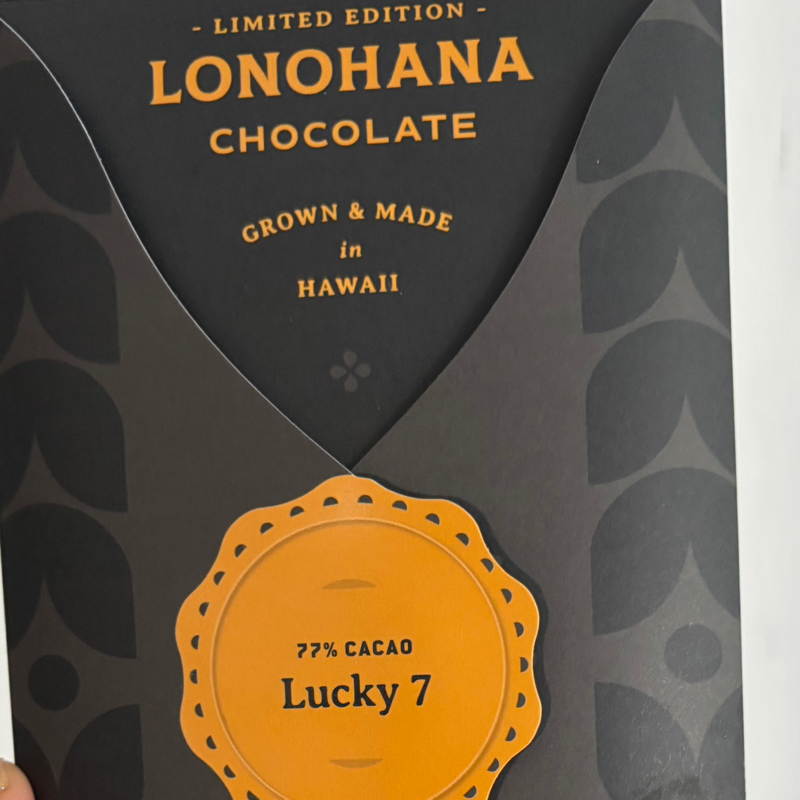 - LIMITED EDITION -
LONOHANA
CHOCOLATE
GROWN & MADE
in
HAWAII
77% CACAO
Lucky 7